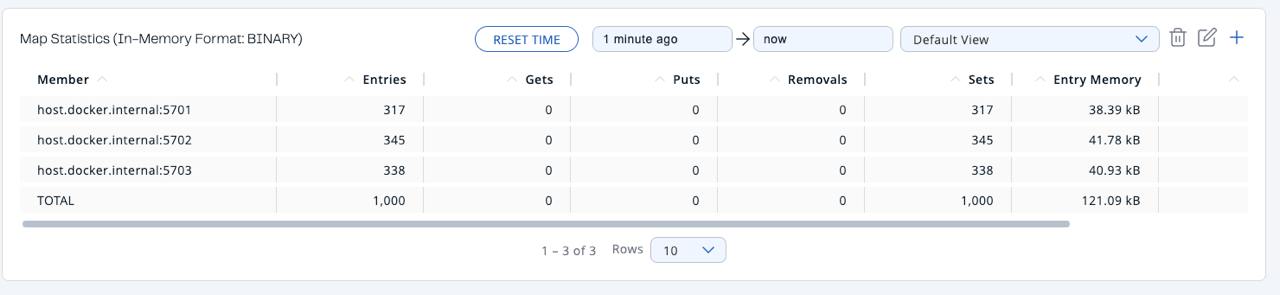 Map Statistics (In-Memory Format: BINARY) RESET TIME 1 minute ago → now Default View
Member Entries Gets Puts Removals Sets Entry Memory
host.docker.internal:5701 317 0 0 0 317 38.39 kB
host.docker.internal:5702 345 0 0 0 345 41.78 kB
host.docker.internal:5703 338 0 0 0 338 40.93 kB
TOTAL 1,000 0 0 0 1,000 121.09 kB
1 – 3 of 3 Rows 10